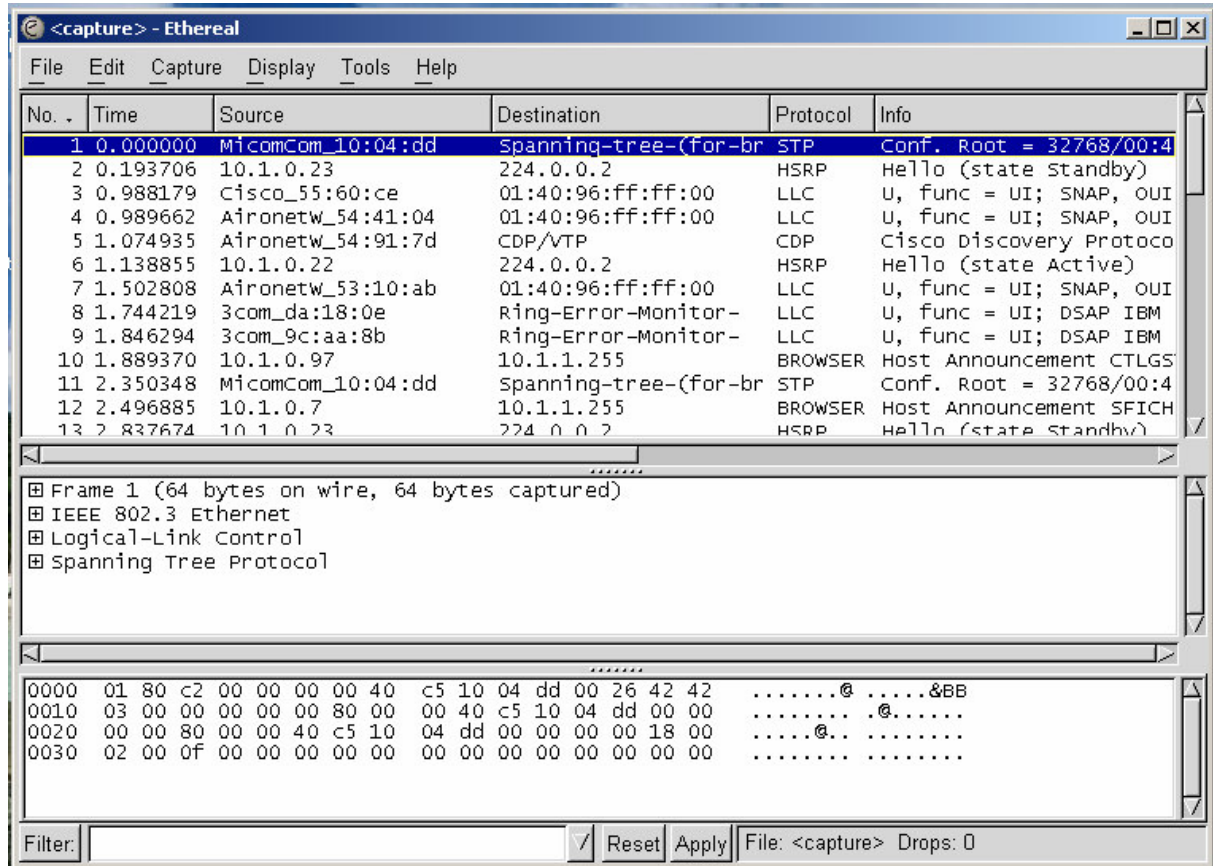 <capture> - Ethereal
File Edit Capture Display Tools Help
No. Time Source Destination Protocol Info
1 0.000000 MicomCom_10:04:dd Spanning-tree-(for-br STP Conf. Root = 32768/00:4
2 0.193706 10.1.0.23 224.0.0.2 HSRP Hello (state Standby)
3 0.988179 Cisco_55:60:ce 01:40:96:ff:ff:00 LLC U, func = UI; SNAP, OUI
4 0.989662 AironetW_54:41:04 01:40:96:ff:ff:00 LLC U, func = UI; SNAP, OUI
5 1.074935 AironetW_54:91:7d CDP/VTP CDP Cisco Discovery Protoco
6 1.138855 10.1.0.22 224.0.0.2 HSRP Hello (state Active)
7 1.502808 AironetW_53:10:ab 01:40:96:ff:ff:00 LLC U, func = UI; SNAP, OUI
8 1.744219 3com_da:18:0e Ring-Error-Monitor- LLC U, func = UI; DSAP IBM
9 1.846294 3com_9c:aa:8b Ring-Error-Monitor- LLC U, func = UI; DSAP IBM
10 1.889370 10.1.0.97 10.1.1.255 BROWSER Host Announcement CTLGS
11 2.350348 MicomCom_10:04:dd Spanning-tree-(for-br STP Conf. Root = 32768/00:4
12 2.496885 10.1.0.7 10.1.1.255 BROWSER Host Announcement SFICH
13 2.837674 10.1.0.23 224.0.0.2 HSRP Hello (state Standby)
Frame 1 (64 bytes on wire, 64 bytes captured)
IEEE 802.3 Ethernet
Logical-Link Control
Spanning Tree Protocol
0000 01 80 c2 00 00 00 00 40 c5 10 04 dd 00 26 42 42 .......@ .....&BB
0010 03 00 00 00 00 00 80 00 00 40 c5 10 04 dd 00 00 ........ .@......
0020 00 00 80 00 00 40 c5 10 04 dd 00 00 00 00 18 00 .....@.. ........
0030 02 00 0f 00 00 00 00 00 00 00 00 00 00 00 00 00 ........ ........
Filter: Reset Apply File: <capture> Drops: 0